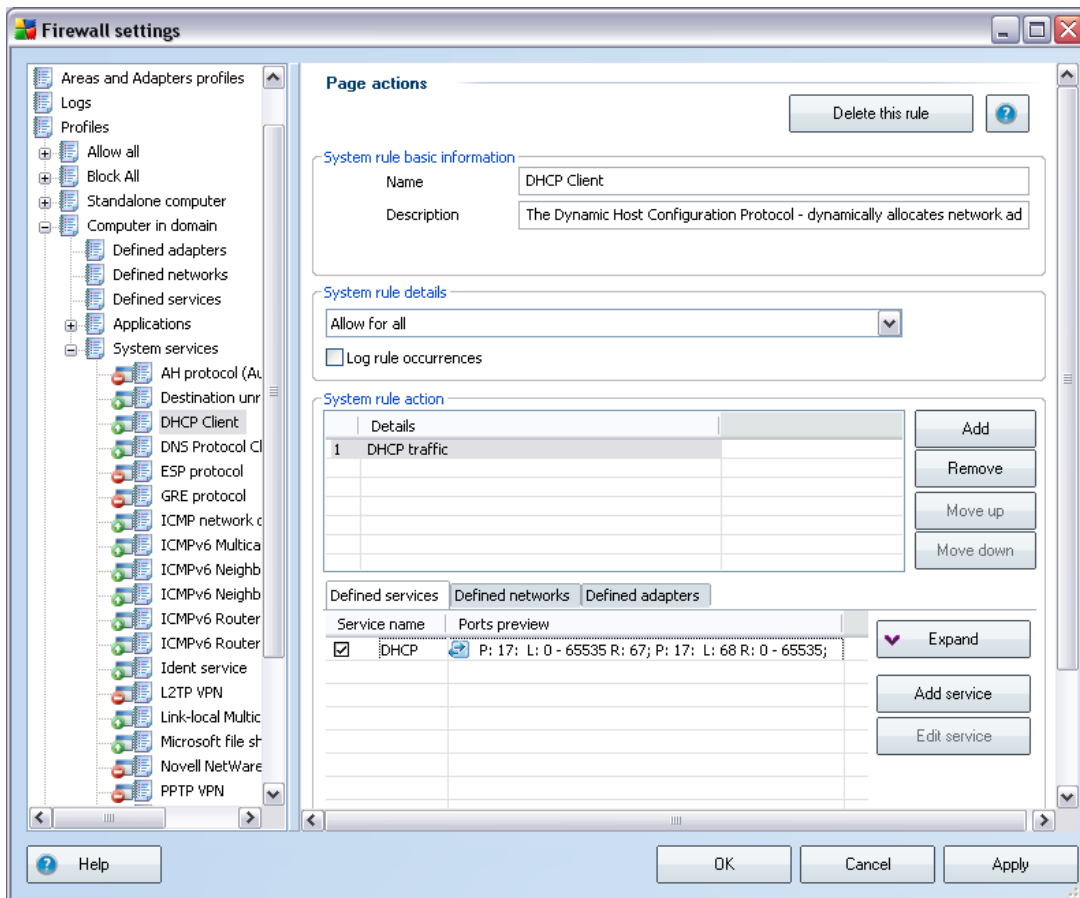 Firewall settings
Areas and Adapters profiles
Logs
Profiles
Allow all
Block All
Standalone computer
Computer in domain
Defined adapters
Defined networks
Defined services
Applications
System services
AH protocol (Au
Destination unr
DHCP Client
DNS Protocol Cl
ESP protocol
GRE protocol
ICMP network d
ICMPv6 Multica
ICMPv6 Neighb
ICMPv6 Neighb
ICMPv6 Router
ICMPv6 Router
Ident service
L2TP VPN
Link-local Multic
Microsoft file sh
Novell NetWare
PPTP VPN
Page actions
Delete this rule
System rule basic information
Name DHCP Client
Description The Dynamic Host Configuration Protocol - dynamically allocates network ad
System rule details
Allow for all
Log rule occurrences
System rule action
Details
1 DHCP traffic
Add
Remove
Move up
Move down
Defined services Defined networks Defined adapters
Service name Ports preview
DHCP P: 17: L: 0 - 65535 R: 67; P: 17: L: 68 R: 0 - 65535;
Expand
Add service
Edit service
Help
OK
Cancel
Apply